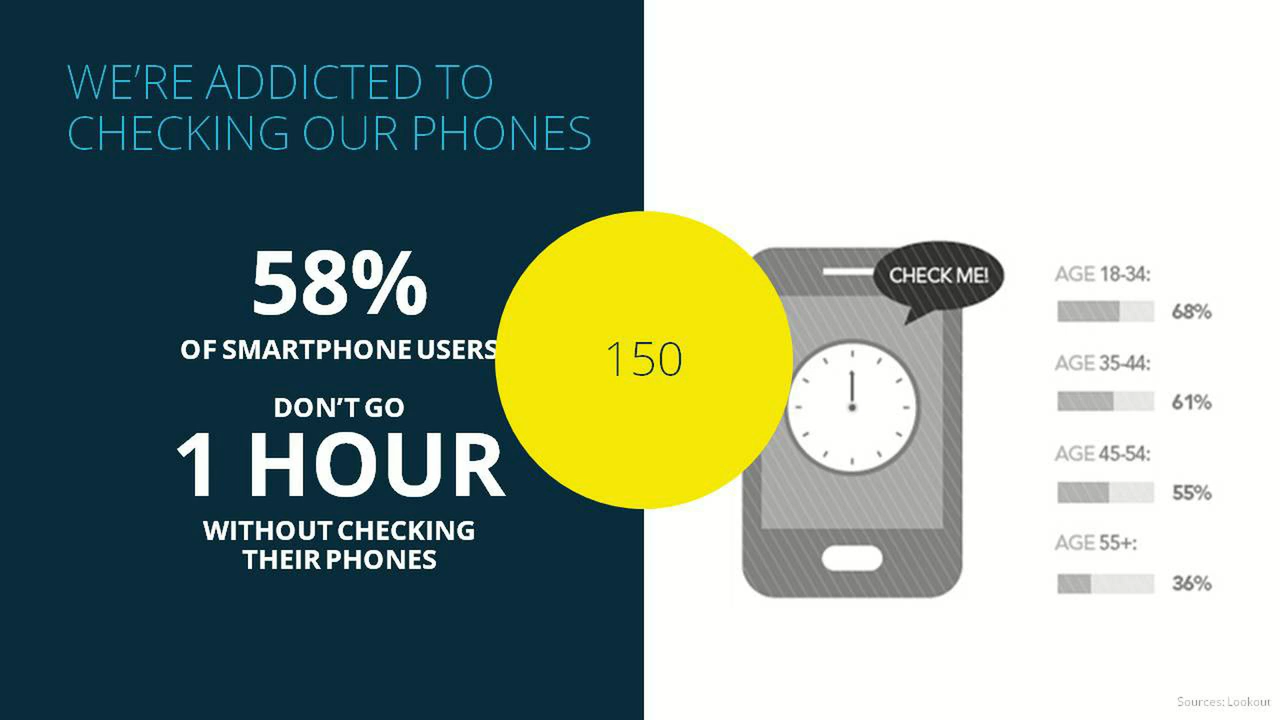 WE’RE ADDICTED TO
CHECKING OUR PHONES
58%
OF SMARTPHONE USERS
DON’T GO
1 HOUR
WITHOUT CHECKING
THEIR PHONES
150
CHECK ME!
AGE 18-34:
68%
AGE 35-44:
61%
AGE 45-54:
55%
AGE 55+:
36%
Sources: Lookout